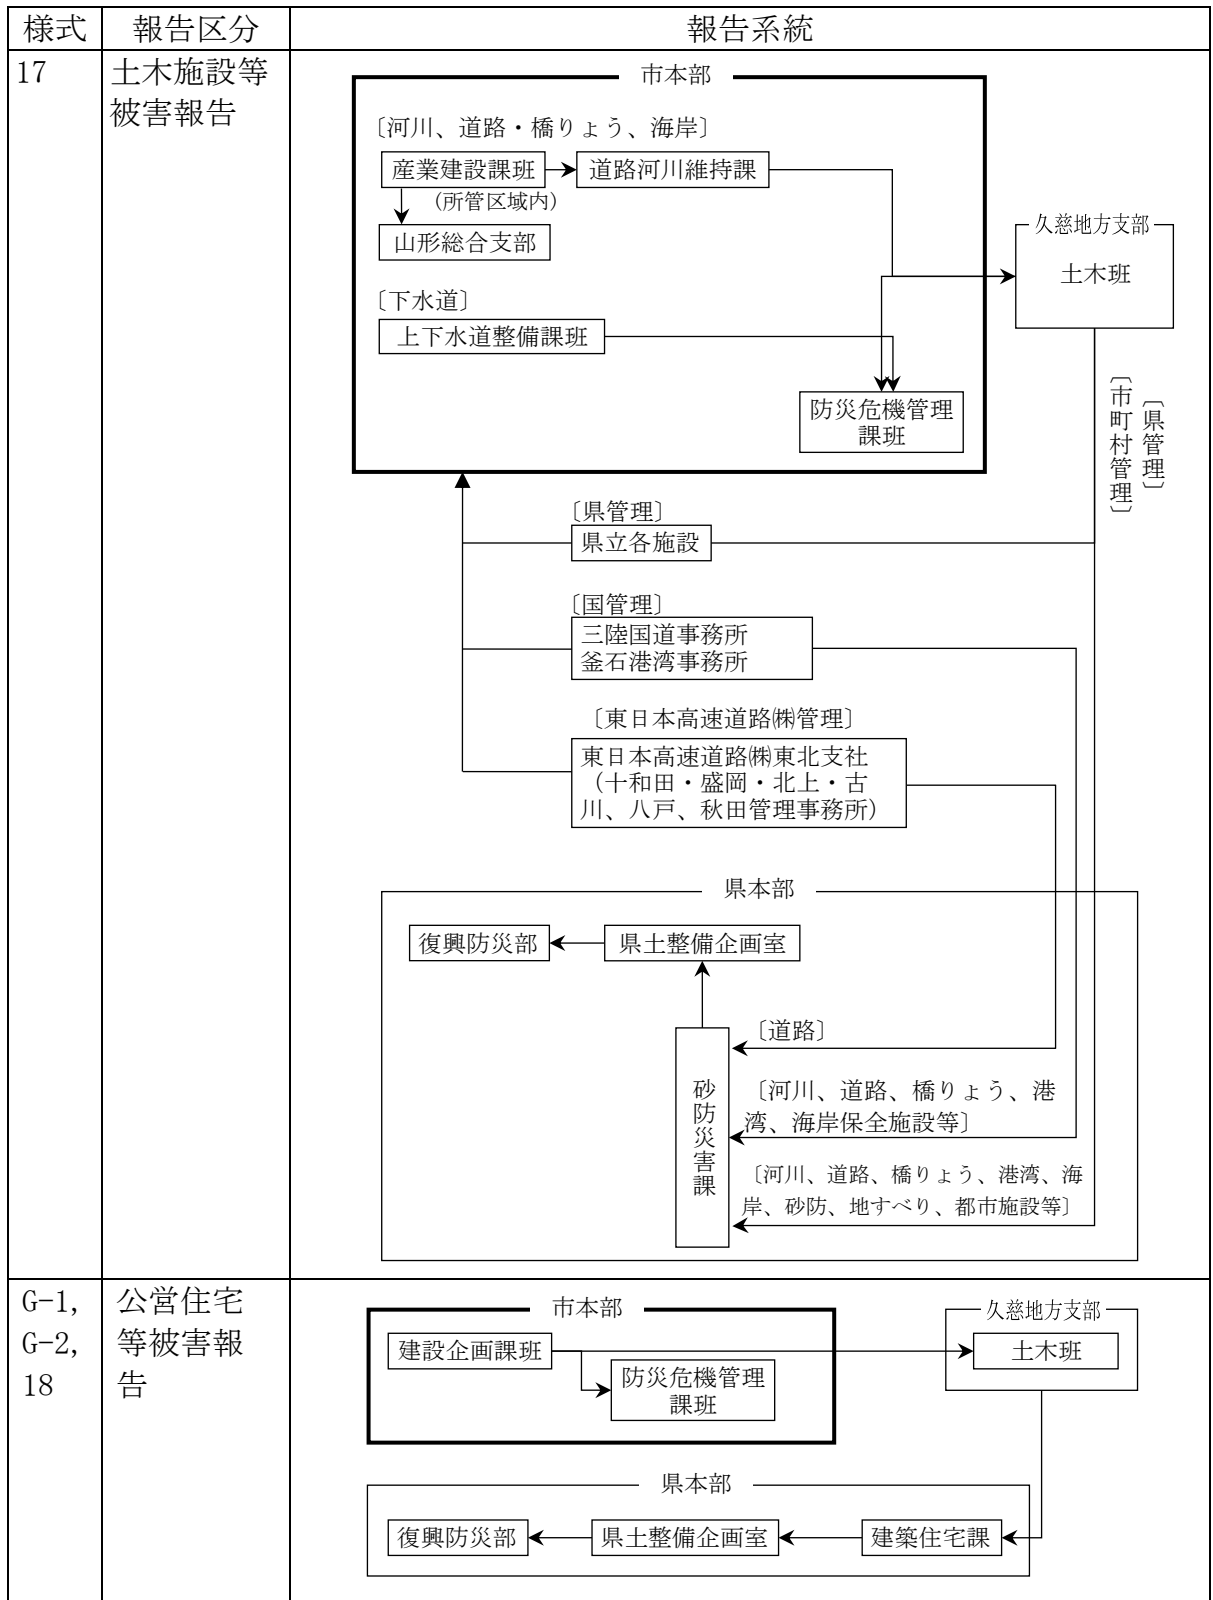 様式 報告区分 報告系統
17
土木施設等
被害報告
市本部
〔河川、道路・橋りょう、海岸〕
産業建設課班
道路河川維持課
(所管区域内)
山形総合支部
久慈地方支部
土木班
〔下水道〕
上下水道整備課班
防災危機管理
課班
〔県管理〕
〔市町村管理〕
〔県管理〕
県立各施設
〔国管理〕
三陸国道事務所
釜石港湾事務所
〔東日本高速道路㈱管理〕
東日本高速道路㈱東北支社
（十和田・盛岡・北上・古
川、八戸、秋田管理事務所）
県本部
復興防災部
県土整備企画室
砂防災害課
〔道路〕
〔河川、道路、橋りょう、港
湾、海岸保全施設等〕
〔河川、道路、橋りょう、港湾、海
岸、砂防、地すべり、都市施設等〕
G-1,
G-2,
18
公営住宅
等被害報
告
市本部
建設企画課班
防災危機管理
課班
久慈地方支部
土木班
県本部
復興防災部
県土整備企画室
建築住宅課